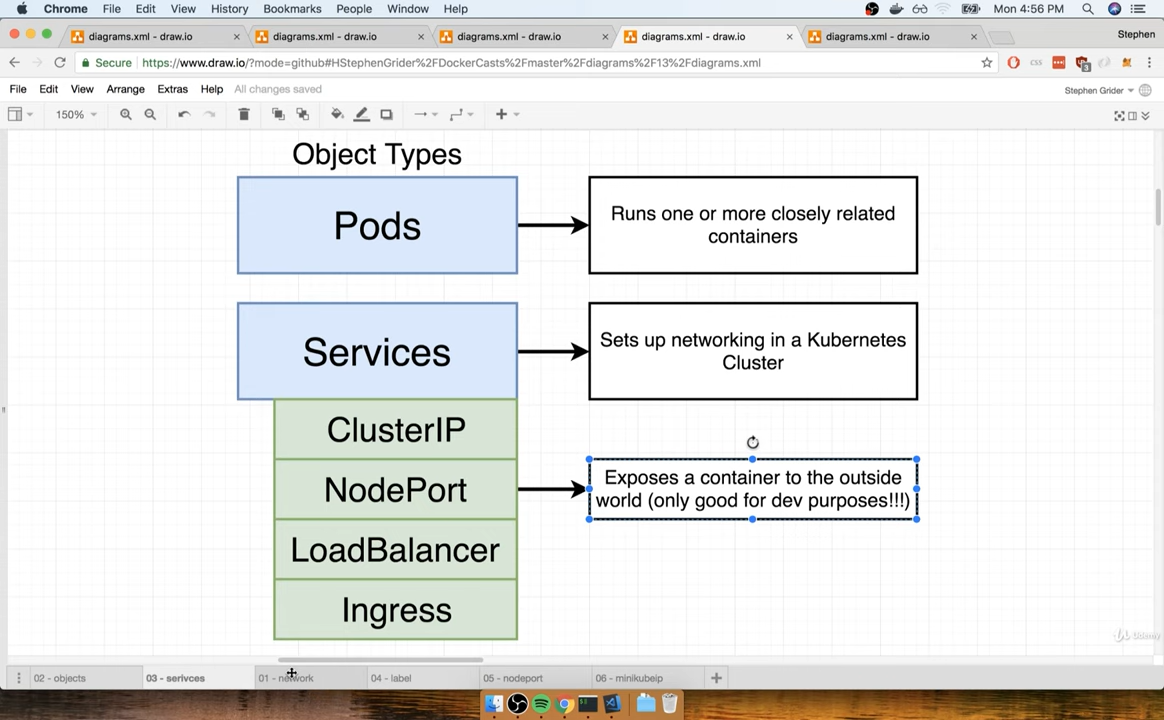 Chrome File Edit View History Bookmarks People Window Help Mon 4:56 PM
diagrams.xml - draw.io diagrams.xml - draw.io diagrams.xml - draw.io diagrams.xml - draw.io diagrams.xml - draw.io Stephen
Secure https://www.draw.io/?mode=github#HStephenGrider%2FDockerCasts%2Fmaster%2Fdiagrams%2F13%2Fdiagrams.xml css 3
File Edit View Arrange Extras Help All changes saved Stephen Grider
150%
Object Types
Pods
Runs one or more closely related
containers
Services
Sets up networking in a Kubernetes
Cluster
ClusterIP
NodePort
Exposes a container to the outside
world (only good for dev purposes!!!)
LoadBalancer
Ingress
Udemy
02 - objects 03 - serivces 01 - network 04 - label 05 - nodeport 06 - minikubeip